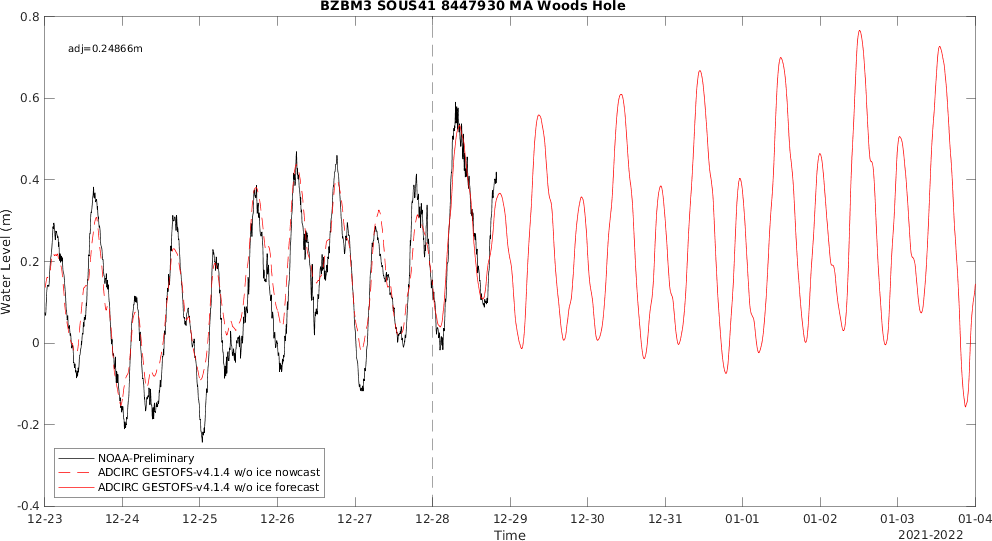 BZBM3 SOUS41 8447930 MA Woods Hole
adj=0.24866m
0.8
0.6
0.4
0.2
0
-0.2
-0.4
Water Level (m)
NOAA-Preliminary
ADCIRC GESTOFS-v4.1.4 w/o ice nowcast
ADCIRC GESTOFS-v4.1.4 w/o ice forecast
12-23 12-24 12-25 12-26 12-27 12-28 12-29 12-30 12-31 01-01 01-02 01-03 01-04
Time
2021-2022